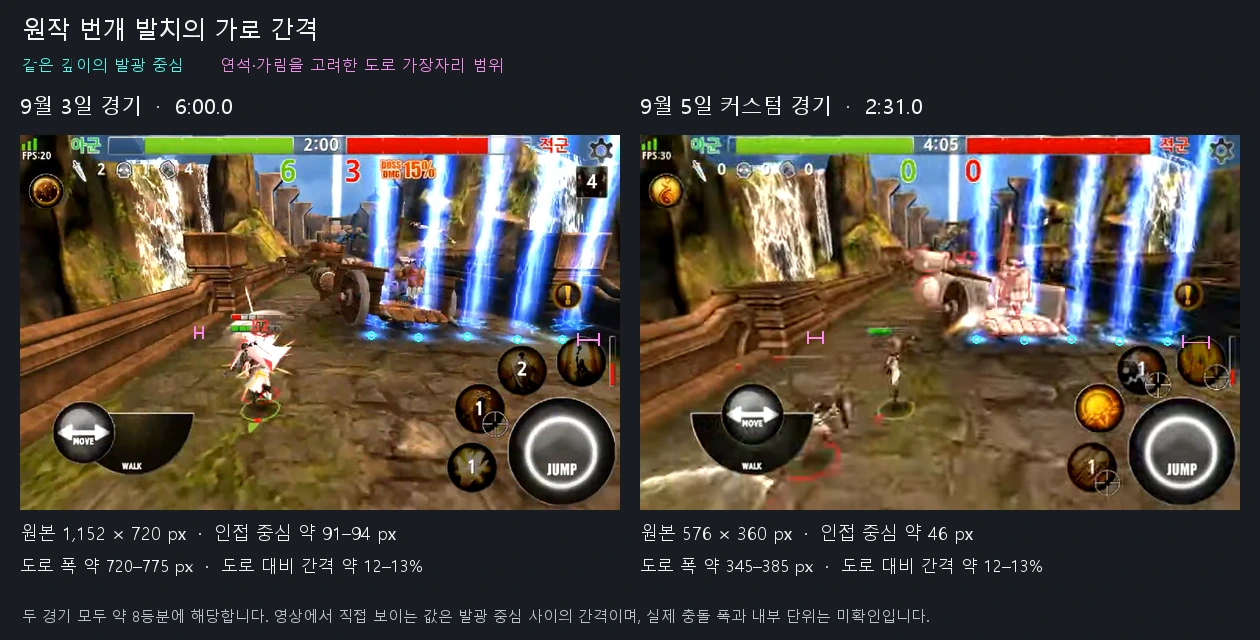 원작 번개 발치의 가로 간격
같은 깊이의 발광 중심 연석·가림을 고려한 도로 가장자리 범위
9월 3일 경기 · 6:00.0
9월 5일 커스텀 경기 · 2:31.0
아군 2:00 적군
FPS:20
2 4
6 3 BOSS DMG 15%
4
2
1
MOVE
WALK
1
JUMP
아군 4:05 적군
FPS:30
0 0 0
0 0
1
MOVE
WALK
1
JUMP
원본 1,152 × 720 px · 인접 중심 약 91–94 px
도로 폭 약 720–775 px · 도로 대비 간격 약 12–13%
원본 576 × 360 px · 인접 중심 약 46 px
도로 폭 약 345–385 px · 도로 대비 간격 약 12–13%
두 경기 모두 약 8등분에 해당합니다. 영상에서 직접 보이는 값은 발광 중심 사이의 간격이며, 실제 충돌 폭과 내부 단위는 미확인입니다.